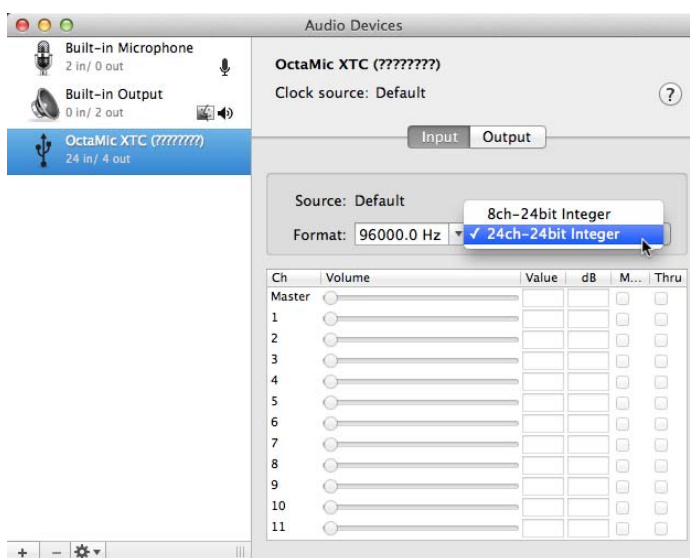 Audio Devices
Built-in Microphone
2 in/ 0 out
Built-in Output
0 in/ 2 out
OctaMic XTC (????????)
24 in/ 4 out
OctaMic XTC (????????)
Clock source: Default
?
Input Output
Source: Default
8ch-24bit Integer
Format: 96000.0 Hz ✓ 24ch-24bit Integer
Ch Volume Value dB M... Thru
Master
1
2
3
4
5
6
7
8
9
10
11
+ −